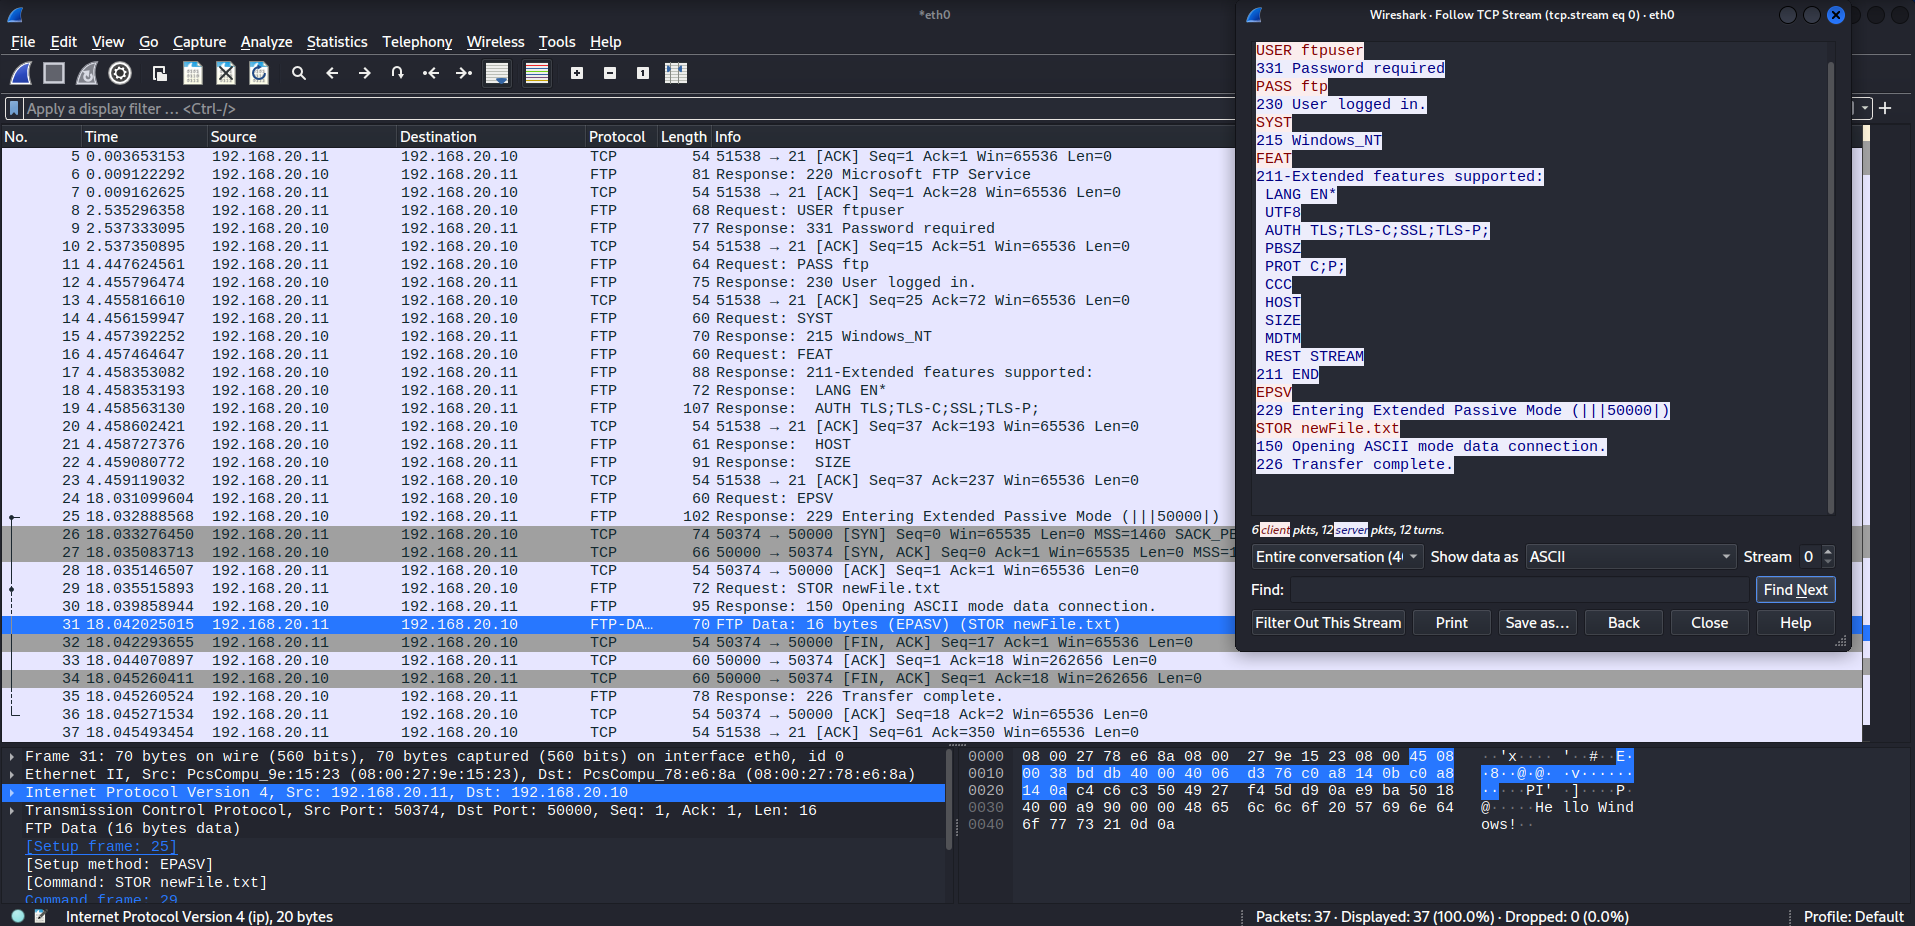 *eth0
File Edit View Go Capture Analyze Statistics Telephony Wireless Tools Help
Apply a display filter … <Ctrl-/>
No. Time Source Destination Protocol Length Info
5 0.003653153 192.168.20.11 192.168.20.10 TCP 54 51538 → 21 [ACK] Seq=1 Ack=1 Win=65536 Len=0
6 0.009122292 192.168.20.10 192.168.20.11 FTP 81 Response: 220 Microsoft FTP Service
7 0.009162625 192.168.20.11 192.168.20.10 TCP 54 51538 → 21 [ACK] Seq=1 Ack=28 Win=65536 Len=0
8 2.535296358 192.168.20.11 192.168.20.10 FTP 68 Request: USER ftpuser
9 2.537333095 192.168.20.10 192.168.20.11 FTP 77 Response: 331 Password required
10 2.537350895 192.168.20.11 192.168.20.10 TCP 54 51538 → 21 [ACK] Seq=15 Ack=51 Win=65536 Len=0
11 4.447624561 192.168.20.11 192.168.20.10 FTP 64 Request: PASS ftp
12 4.455796474 192.168.20.10 192.168.20.11 FTP 75 Response: 230 User logged in.
13 4.455816610 192.168.20.11 192.168.20.10 TCP 54 51538 → 21 [ACK] Seq=25 Ack=72 Win=65536 Len=0
14 4.456159947 192.168.20.11 192.168.20.10 FTP 60 Request: SYST
15 4.457392252 192.168.20.10 192.168.20.11 FTP 70 Response: 215 Windows_NT
16 4.457464647 192.168.20.11 192.168.20.10 FTP 60 Request: FEAT
17 4.458353082 192.168.20.10 192.168.20.11 FTP 88 Response: 211-Extended features supported:
18 4.458353193 192.168.20.10 192.168.20.11 FTP 72 Response:  LANG EN*
19 4.458563130 192.168.20.10 192.168.20.11 FTP 107 Response:  AUTH TLS;TLS-C;SSL;TLS-P;
20 4.458602421 192.168.20.11 192.168.20.10 TCP 54 51538 → 21 [ACK] Seq=37 Ack=193 Win=65536 Len=0
21 4.458727376 192.168.20.10 192.168.20.11 FTP 61 Response:  HOST
22 4.459080772 192.168.20.10 192.168.20.11 FTP 91 Response:  SIZE
23 4.459119032 192.168.20.11 192.168.20.10 TCP 54 51538 → 21 [ACK] Seq=37 Ack=237 Win=65536 Len=0
24 18.031099604 192.168.20.11 192.168.20.10 FTP 60 Request: EPSV
25 18.032888568 192.168.20.10 192.168.20.11 FTP 102 Response: 229 Entering Extended Passive Mode (|||50000|)
26 18.033276450 192.168.20.11 192.168.20.10 TCP 74 50374 → 50000 [SYN] Seq=0 Win=65535 Len=0 MSS=1460 SACK_PE
27 18.035083713 192.168.20.10 192.168.20.11 TCP 66 50000 → 50374 [SYN, ACK] Seq=0 Ack=1 Win=65535 Len=0 MSS=1
28 18.035146507 192.168.20.11 192.168.20.10 TCP 54 50374 → 50000 [ACK] Seq=1 Ack=1 Win=65536 Len=0
29 18.035515893 192.168.20.11 192.168.20.10 FTP 72 Request: STOR newFile.txt
30 18.039858944 192.168.20.10 192.168.20.11 FTP 95 Response: 150 Opening ASCII mode data connection.
31 18.042025015 192.168.20.11 192.168.20.10 FTP-DA… 70 FTP Data: 16 bytes (EPASV) (STOR newFile.txt)
32 18.042293655 192.168.20.11 192.168.20.10 TCP 54 50374 → 50000 [FIN, ACK] Seq=17 Ack=1 Win=65536 Len=0
33 18.044070897 192.168.20.10 192.168.20.11 TCP 60 50000 → 50374 [ACK] Seq=1 Ack=18 Win=262656 Len=0
34 18.045260411 192.168.20.10 192.168.20.11 TCP 60 50000 → 50374 [FIN, ACK] Seq=1 Ack=18 Win=262656 Len=0
35 18.045260524 192.168.20.10 192.168.20.11 FTP 78 Response: 226 Transfer complete.
36 18.045271534 192.168.20.11 192.168.20.10 TCP 54 50374 → 50000 [ACK] Seq=18 Ack=2 Win=65536 Len=0
37 18.045493454 192.168.20.11 192.168.20.10 TCP 54 51538 → 21 [ACK] Seq=61 Ack=350 Win=65536 Len=0
Wireshark · Follow TCP Stream (tcp.stream eq 0) · eth0
USER ftpuser
331 Password required
PASS ftp
230 User logged in.
SYST
215 Windows_NT
FEAT
211-Extended features supported:
LANG EN*
UTF8
AUTH TLS;TLS-C;SSL;TLS-P;
PBSZ
PROT C;P;
CCC
HOST
SIZE
MDTM
REST STREAM
211 END
EPSV
229 Entering Extended Passive Mode (|||50000|)
STOR newFile.txt
150 Opening ASCII mode data connection.
226 Transfer complete.
6 client pkts, 12 server pkts, 12 turns.
Entire conversation (4 Show data as ASCII Stream 0
Find: Find Next
Filter Out This Stream Print Save as… Back Close Help
Frame 31: 70 bytes on wire (560 bits), 70 bytes captured (560 bits) on interface eth0, id 0
Ethernet II, Src: PcsCompu_9e:15:23 (08:00:27:9e:15:23), Dst: PcsCompu_78:e6:8a (08:00:27:78:e6:8a)
Internet Protocol Version 4, Src: 192.168.20.11, Dst: 192.168.20.10
Transmission Control Protocol, Src Port: 50374, Dst Port: 50000, Seq: 1, Ack: 1, Len: 16
FTP Data (16 bytes data)
[Setup frame: 25]
[Setup method: EPASV]
[Command: STOR newFile.txt]
Command frame: 29
0000 08 00 27 78 e6 8a 08 00 27 9e 15 23 08 00 45 08 ··'x···· '··#··E·
0010 00 38 bd db 40 00 40 06 d3 76 c0 a8 14 0b c0 a8 ·8··@·@· ·v······
0020 14 0a c4 c6 c3 50 49 27 f4 5d d9 0a e9 ba 50 18 ·····PI' ·]····P·
0030 40 00 a9 90 00 00 48 65 6c 6c 6f 20 57 69 6e 64 @·····He llo Wind
0040 6f 77 73 21 0d 0a ows!··
Internet Protocol Version 4 (ip), 20 bytes Packets: 37 · Displayed: 37 (100.0%) · Dropped: 0 (0.0%) Profile: Default